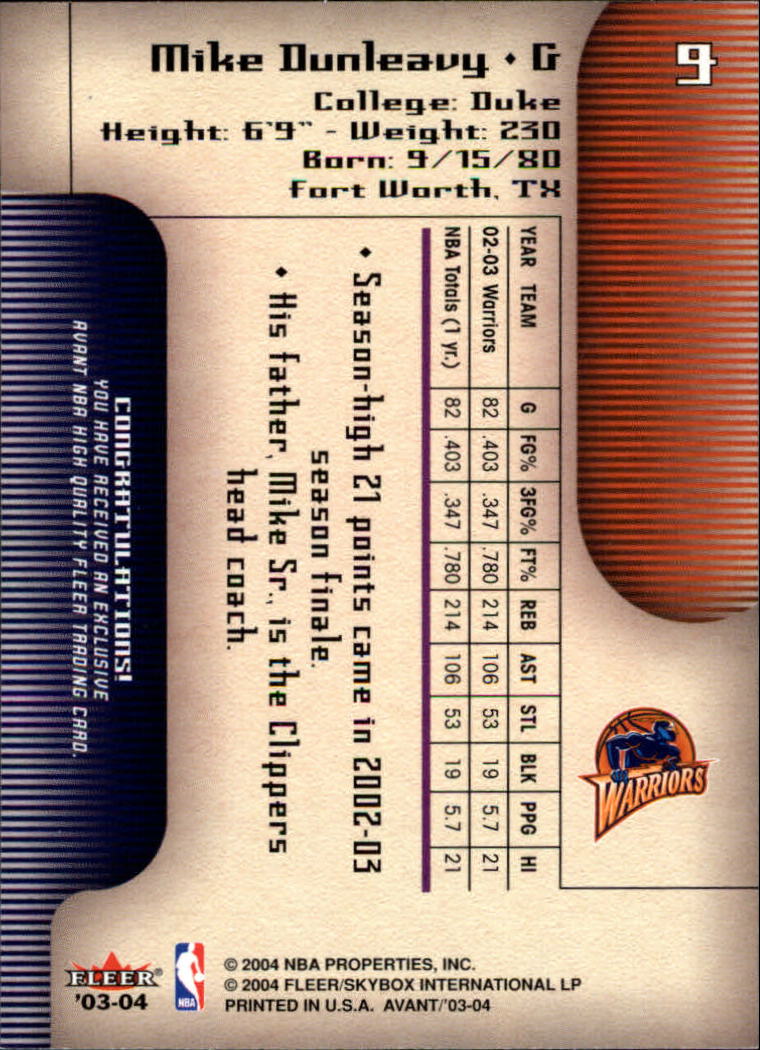 9
Mike Dunleavy • G
College: Duke
Height: 6'9" - Weight: 230
Born: 9/15/80
Fort Worth, TX
YEAR TEAM G FG% 3FG% FT% REB AST STL BLK PPG HI
02-03 Warriors 82 .403 .347 .780 214 106 53 19 5.7 21
NBA Totals (1 yr.) 82 .403 .347 .780 214 106 53 19 5.7 21
• Season-high 21 points came in 2002-03
season finale.
• His father, Mike Sr., is the Clippers
head coach.
WARRIORS
CONGRATULATIONS!
YOU HAVE RECEIVED AN EXCLUSIVE
AVANT NBA HIGH QUALITY FLEER TRADING CARD.
FLEER®
'03-04
NBA
© 2004 NBA PROPERTIES, INC.
© 2004 FLEER/SKYBOX INTERNATIONAL LP
PRINTED IN U.S.A. AVANT/'03-04